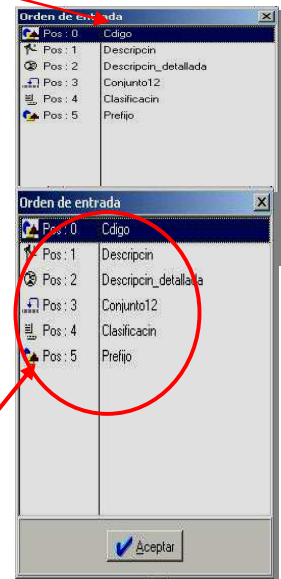 Orden de entrada
Pos : 0 Cdigo
Pos : 1 Descripcin
Pos : 2 Descripcin_detallada
Pos : 3 Conjunto12
Pos : 4 Clasificacin
Pos : 5 Prefijo
Orden de entrada
Pos : 0 Cdigo
Pos : 1 Descripcin
Pos : 2 Descripcin_detallada
Pos : 3 Conjunto12
Pos : 4 Clasificacin
Pos : 5 Prefijo
Aceptar